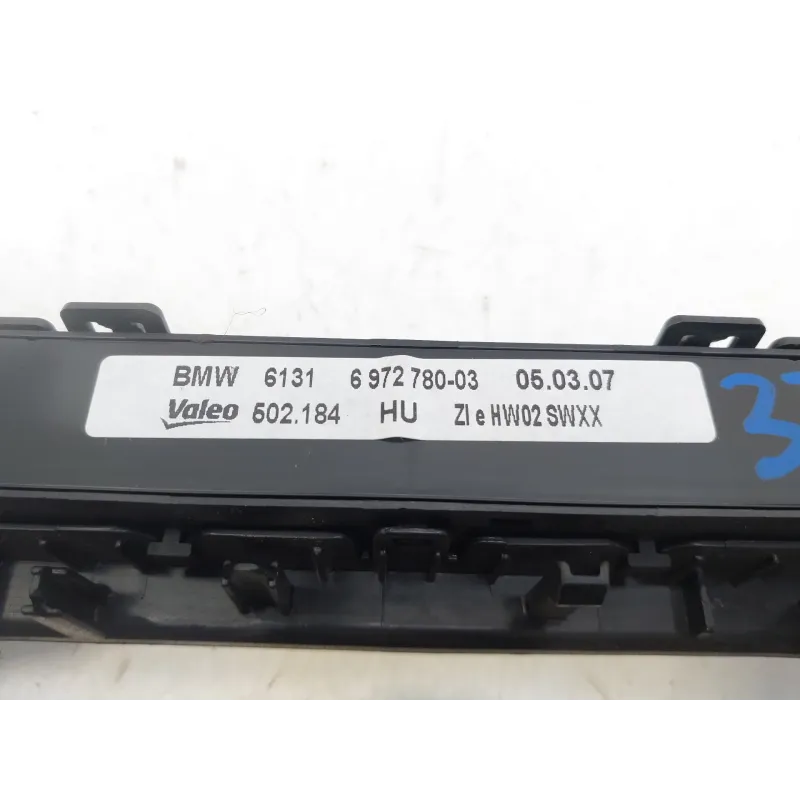 BMW 6131 6 972 780-03 05.03.07
Valeo 502.184 HU ZI e HW02 SWXX